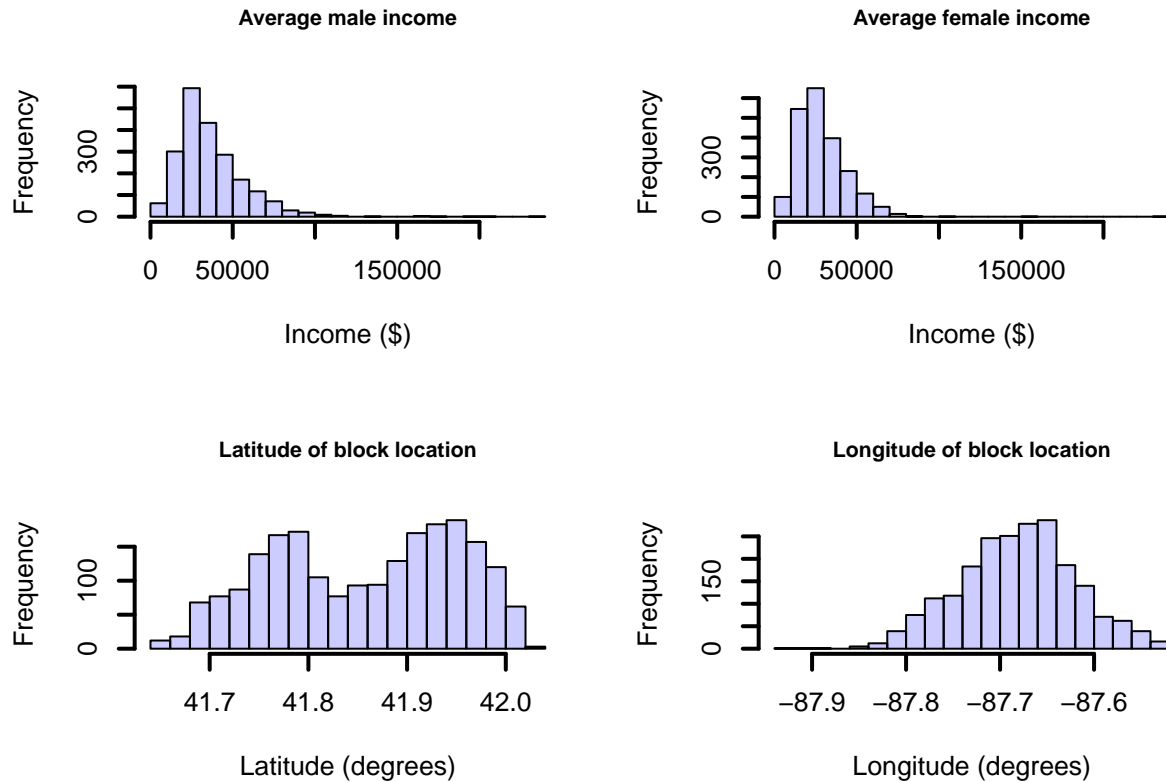 Average male income
Frequency
0 300
0 50000 150000
Income ($)
Average female income
Frequency
0 300
0 50000 150000
Income ($)
Latitude of block location
Frequency
0 100
41.7 41.8 41.9 42.0
Latitude (degrees)
Longitude of block location
Frequency
0 150
−87.9 −87.8 −87.7 −87.6
Longitude (degrees)